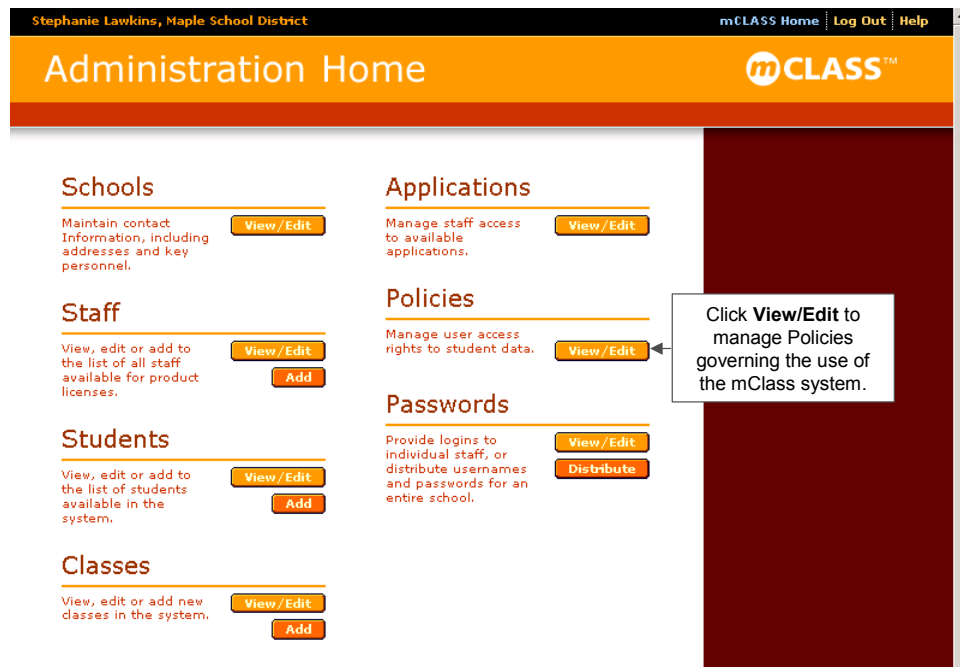 Stephanie Lawkins, Maple School District
mCLASS Home Log Out Help
Administration Home
mCLASS™
Schools
Maintain contact
Information, including
addresses and key
personnel.
View/Edit
Staff
View, edit or add to
the list of all staff
available for product
licenses.
View/Edit
Add
Students
View, edit or add to
the list of students
available in the
system.
View/Edit
Add
Classes
View, edit or add new
classes in the system.
View/Edit
Add
Applications
Manage staff access
to available
applications.
View/Edit
Policies
Manage user access
rights to student data.
View/Edit
Click View/Edit to
manage Policies
governing the use of
the mClass system.
Passwords
Provide logins to
individual staff, or
distribute usernames
and passwords for an
entire school.
View/Edit
Distribute